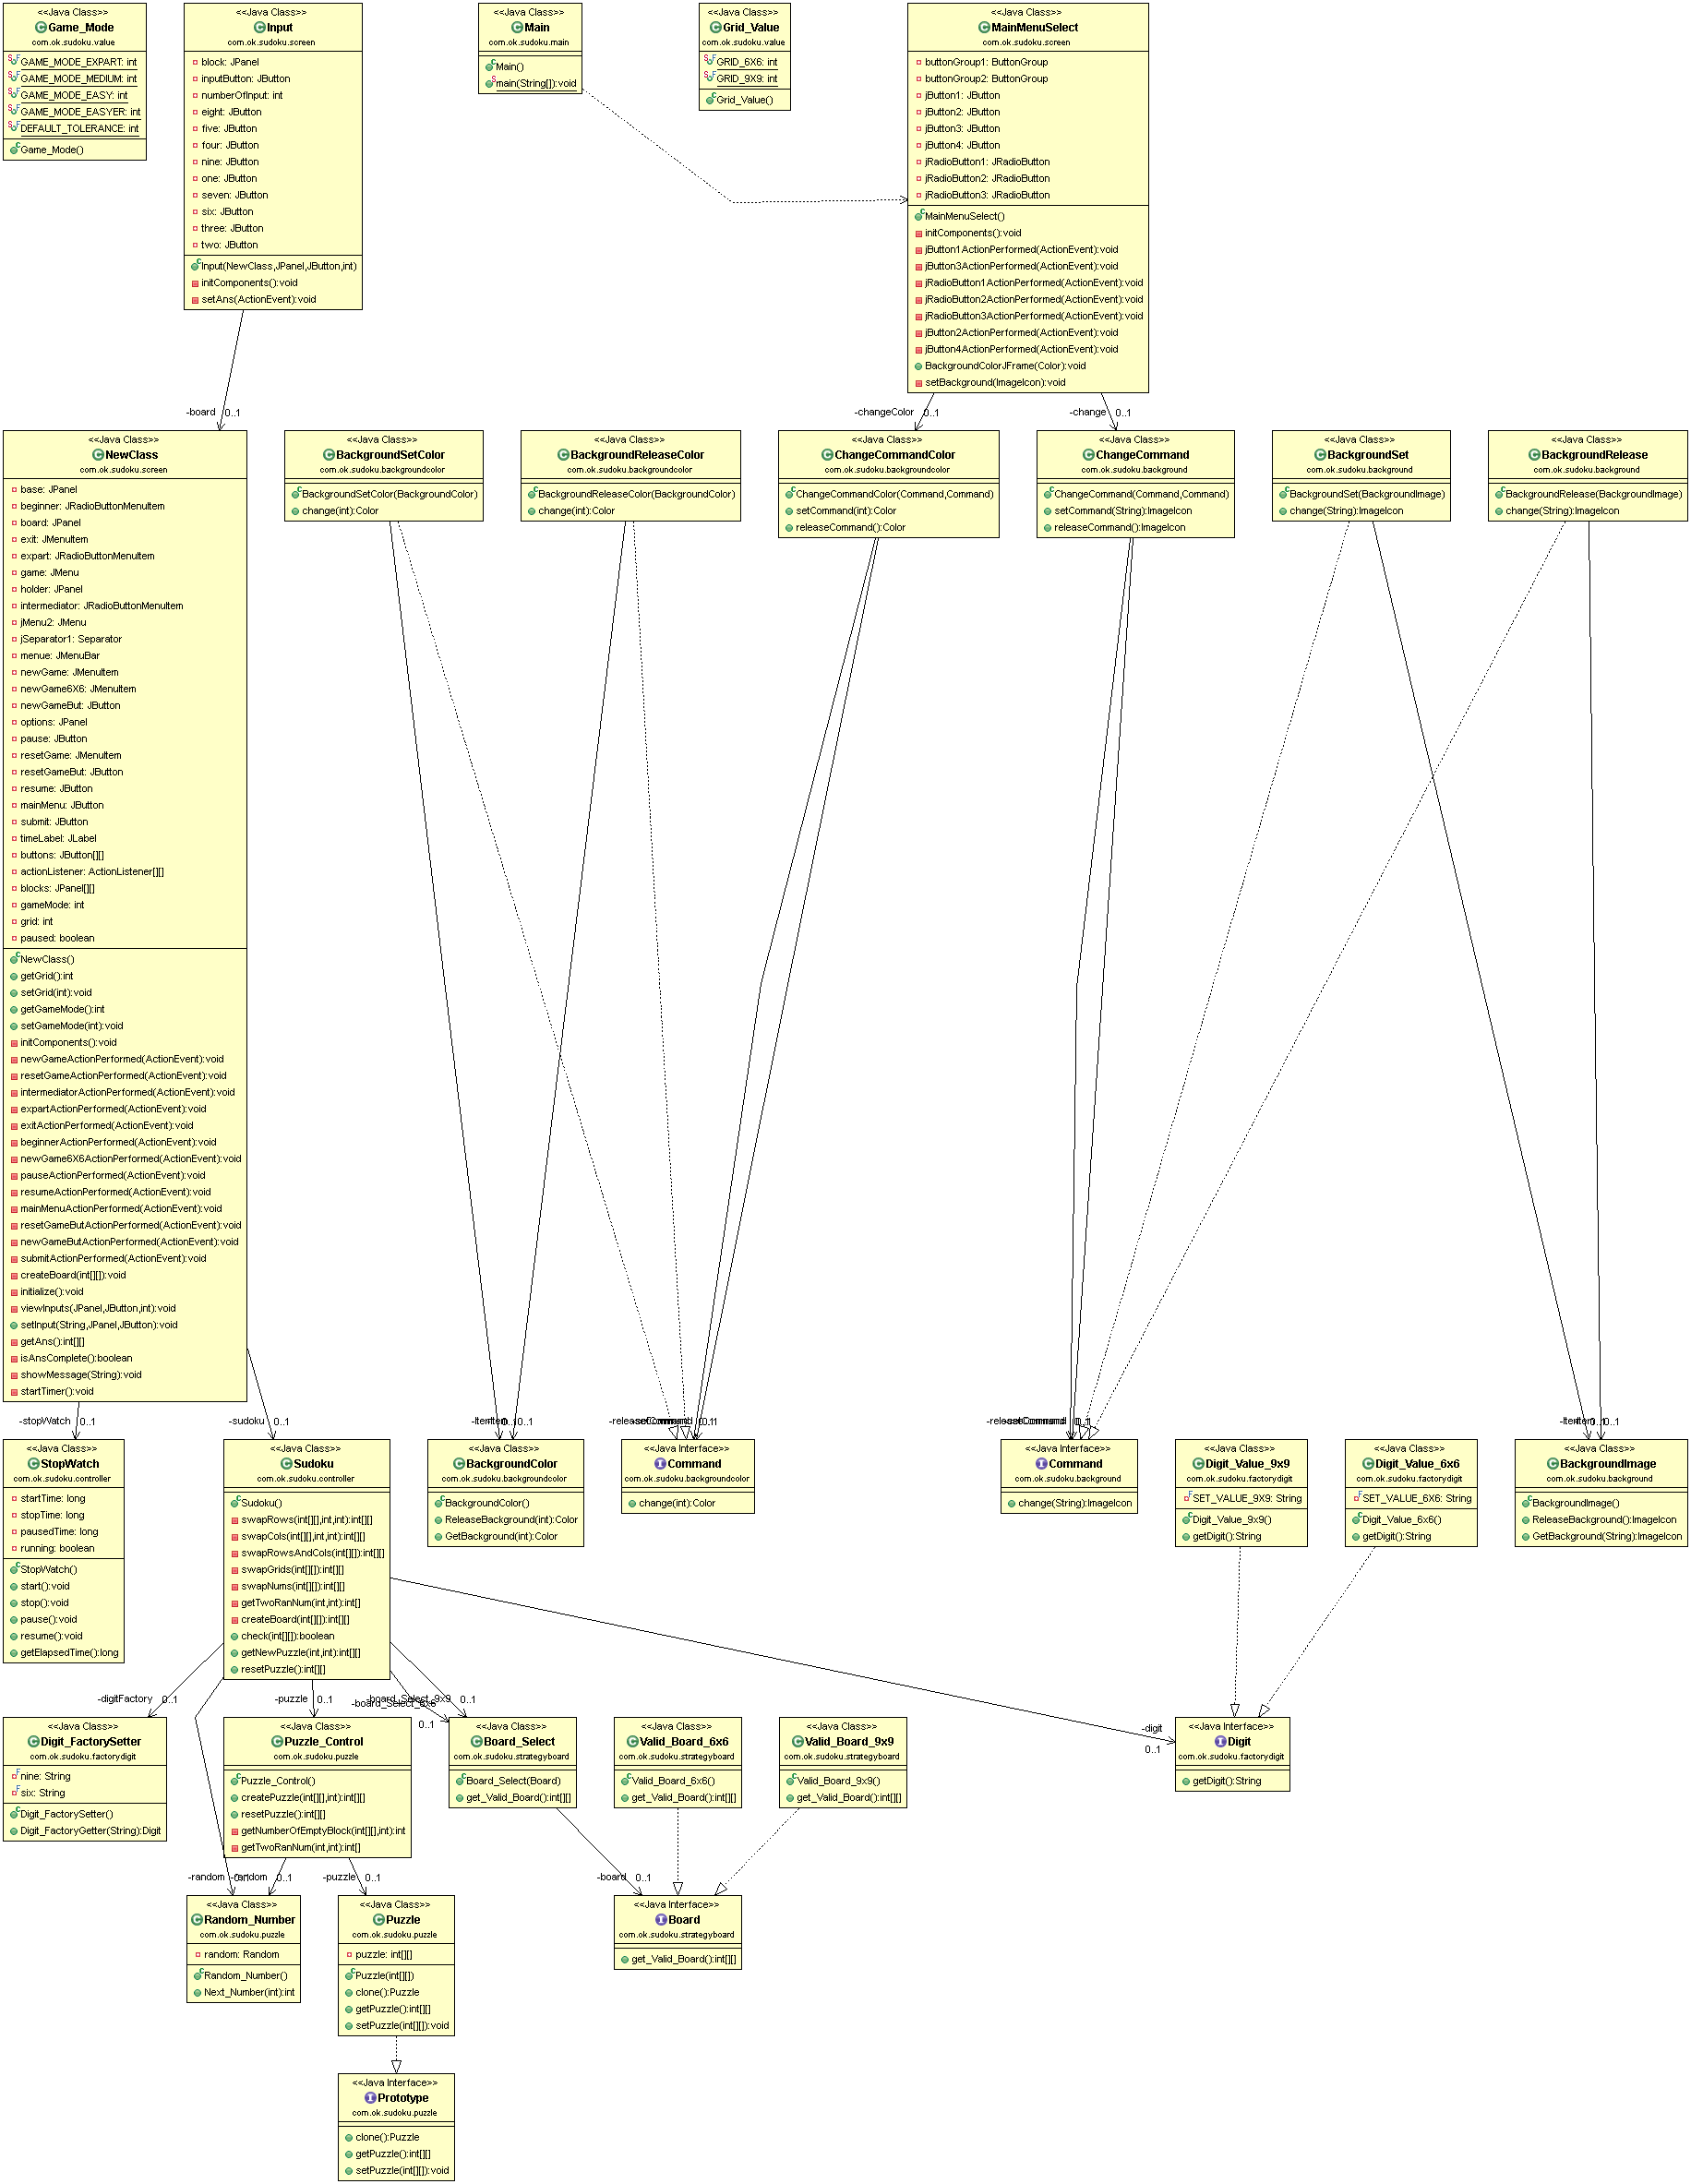 <<Java Class>>
Game_Mode
com.ok.sudoku.value
GAME_MODE_EXPART: int
GAME_MODE_MEDIUM: int
GAME_MODE_EASY: int
GAME_MODE_EASYER: int
DEFAULT_TOLERANCE: int
Game_Mode()
<<Java Class>>
Input
com.ok.sudoku.screen
block: JPanel
inputButton: JButton
numberOfInput: int
eight: JButton
five: JButton
four: JButton
nine: JButton
one: JButton
seven: JButton
six: JButton
three: JButton
two: JButton
Input(NewClass,JPanel,JButton,int)
initComponents():void
setAns(ActionEvent):void
<<Java Class>>
Main
com.ok.sudoku.main
Main()
main(String[]):void
<<Java Class>>
Grid_Value
com.ok.sudoku.value
GRID_6X6: int
GRID_9X9: int
Grid_Value()
<<Java Class>>
MainMenuSelect
com.ok.sudoku.screen
buttonGroup1: ButtonGroup
buttonGroup2: ButtonGroup
jButton1: JButton
jButton2: JButton
jButton3: JButton
jButton4: JButton
jRadioButton1: JRadioButton
jRadioButton2: JRadioButton
jRadioButton3: JRadioButton
MainMenuSelect()
initComponents():void
jButton1ActionPerformed(ActionEvent):void
jButton3ActionPerformed(ActionEvent):void
jRadioButton1ActionPerformed(ActionEvent):void
jRadioButton2ActionPerformed(ActionEvent):void
jRadioButton3ActionPerformed(ActionEvent):void
jButton2ActionPerformed(ActionEvent):void
jButton4ActionPerformed(ActionEvent):void
BackgroundColorJFrame(Color):void
setBackground(ImageIcon):void
-board 0..1
-changeColor 0..1
-change 0..1
<<Java Class>>
NewClass
com.ok.sudoku.screen
base: JPanel
beginner: JRadioButtonMenuItem
board: JPanel
exit: JMenuItem
expart: JRadioButtonMenuItem
game: JMenu
holder: JPanel
intermediator: JRadioButtonMenuItem
jMenu2: JMenu
jSeparator1: Separator
menue: JMenuBar
newGame: JMenuItem
newGame6X6: JMenuItem
newGameBut: JButton
options: JPanel
pause: JButton
resetGame: JMenuItem
resetGameBut: JButton
resume: JButton
mainMenu: JButton
submit: JButton
timeLabel: JLabel
buttons: JButton[][]
actionListener: ActionListener[][]
blocks: JPanel[][]
gameMode: int
grid: int
paused: boolean
NewClass()
getGrid():int
setGrid(int):void
getGameMode():int
setGameMode(int):void
initComponents():void
newGameActionPerformed(ActionEvent):void
resetGameActionPerformed(ActionEvent):void
intermediatorActionPerformed(ActionEvent):void
expartActionPerformed(ActionEvent):void
exitActionPerformed(ActionEvent):void
beginnerActionPerformed(ActionEvent):void
newGame6X6ActionPerformed(ActionEvent):void
pauseActionPerformed(ActionEvent):void
resumeActionPerformed(ActionEvent):void
mainMenuActionPerformed(ActionEvent):void
resetGameButActionPerformed(ActionEvent):void
newGameButActionPerformed(ActionEvent):void
submitActionPerformed(ActionEvent):void
createBoard(int[][]):void
initialize():void
viewInputs(JPanel,JButton,int):void
setInput(String,JPanel,JButton):void
getAns():int[][]
isAnsComplete():boolean
showMessage(String):void
startTimer():void
<<Java Class>>
BackgroundSetColor
com.ok.sudoku.backgroundcolor
BackgroundSetColor(BackgroundColor)
change(int):Color
<<Java Class>>
BackgroundReleaseColor
com.ok.sudoku.backgroundcolor
BackgroundReleaseColor(BackgroundColor)
change(int):Color
<<Java Class>>
ChangeCommandColor
com.ok.sudoku.backgroundcolor
ChangeCommandColor(Command,Command)
setCommand(int):Color
releaseCommand():Color
<<Java Class>>
ChangeCommand
com.ok.sudoku.background
ChangeCommand(Command,Command)
setCommand(String):ImageIcon
releaseCommand():ImageIcon
<<Java Class>>
BackgroundSet
com.ok.sudoku.background
BackgroundSet(BackgroundImage)
change(String):ImageIcon
<<Java Class>>
BackgroundRelease
com.ok.sudoku.background
BackgroundRelease(BackgroundImage)
change(String):ImageIcon
-stopWatch 0..1
-sudoku 0..1
<<Java Class>>
StopWatch
com.ok.sudoku.controller
startTime: long
stopTime: long
pausedTime: long
running: boolean
StopWatch()
start():void
stop():void
pause():void
resume():void
getElapsedTime():long
<<Java Class>>
Sudoku
com.ok.sudoku.controller
Sudoku()
swapRows(int[][],int,int):int[][]
swapCols(int[][],int,int):int[][]
swapRowsAndCols(int[][]):int[][]
swapGrids(int[][]):int[][]
swapNums(int[][]):int[][]
getTwoRanNum(int,int):int[]
createBoard(int[][]):int[][]
check(int[][]):boolean
getNewPuzzle(int,int):int[][]
resetPuzzle():int[][]
<<Java Class>>
BackgroundColor
com.ok.sudoku.backgroundcolor
BackgroundColor()
ReleaseBackground(int):Color
GetBackground(int):Color
<<Java Interface>>
Command
com.ok.sudoku.backgroundcolor
change(int):Color
<<Java Interface>>
Command
com.ok.sudoku.background
change(String):ImageIcon
<<Java Class>>
Digit_Value_9x9
com.ok.sudoku.factorydigit
SET_VALUE_9X9: String
Digit_Value_9x9()
getDigit():String
<<Java Class>>
Digit_Value_6x6
com.ok.sudoku.factorydigit
SET_VALUE_6X6: String
Digit_Value_6x6()
getDigit():String
<<Java Class>>
BackgroundImage
com.ok.sudoku.background
BackgroundImage()
ReleaseBackground():ImageIcon
GetBackground(String):ImageIcon
-digitFactory 0..1
-puzzle 0..1
-board_Select_9x9 0..1
-board_Select_6x6
0..1
-digit
0..1
<<Java Class>>
Digit_FactorySetter
com.ok.sudoku.factorydigit
nine: String
six: String
Digit_FactorySetter()
Digit_FactoryGetter(String):Digit
<<Java Class>>
Puzzle_Control
com.ok.sudoku.puzzle
Puzzle_Control()
createPuzzle(int[][],int):int[][]
resetPuzzle():int[][]
getNumberOfEmptyBlock(int[][],int):int
getTwoRanNum(int,int):int[]
<<Java Class>>
Board_Select
com.ok.sudoku.strategyboard
Board_Select(Board)
get_Valid_Board():int[][]
<<Java Class>>
Valid_Board_6x6
com.ok.sudoku.strategyboard
Valid_Board_6x6()
get_Valid_Board():int[][]
<<Java Class>>
Valid_Board_9x9
com.ok.sudoku.strategyboard
Valid_Board_9x9()
get_Valid_Board():int[][]
<<Java Interface>>
Digit
com.ok.sudoku.factorydigit
getDigit():String
-random
0..1
-puzzle 0..1
-board 0..1
<<Java Class>>
Random_Number
com.ok.sudoku.puzzle
random: Random
Random_Number()
Next_Number(int):int
<<Java Class>>
Puzzle
com.ok.sudoku.puzzle
puzzle: int[][]
Puzzle(int[][])
clone():Puzzle
getPuzzle():int[][]
setPuzzle(int[][]):void
<<Java Interface>>
Board
com.ok.sudoku.strategyboard
get_Valid_Board():int[][]
<<Java Interface>>
Prototype
com.ok.sudoku.puzzle
clone():Puzzle
getPuzzle():int[][]
setPuzzle(int[][]):void